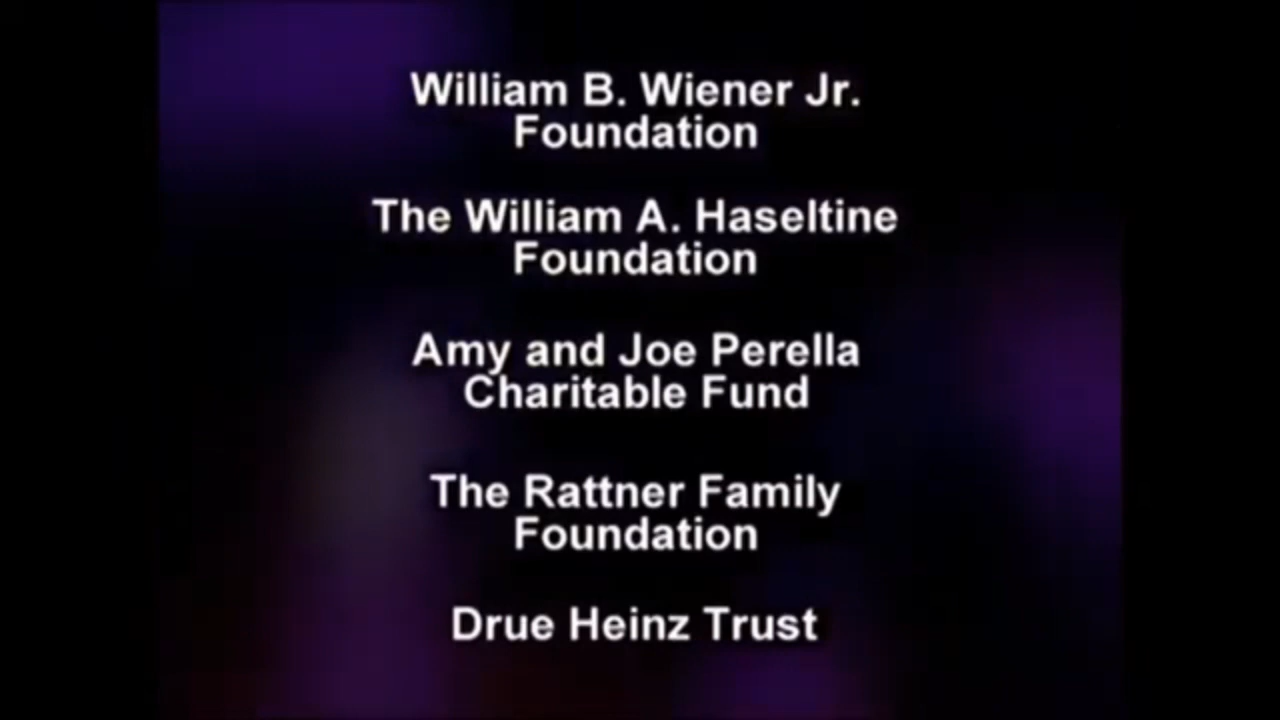 William B. Wiener Jr.
Foundation
The William A. Haseltine
Foundation
Amy and Joe Perella
Charitable Fund
The Rattner Family
Foundation
Drue Heinz Trust